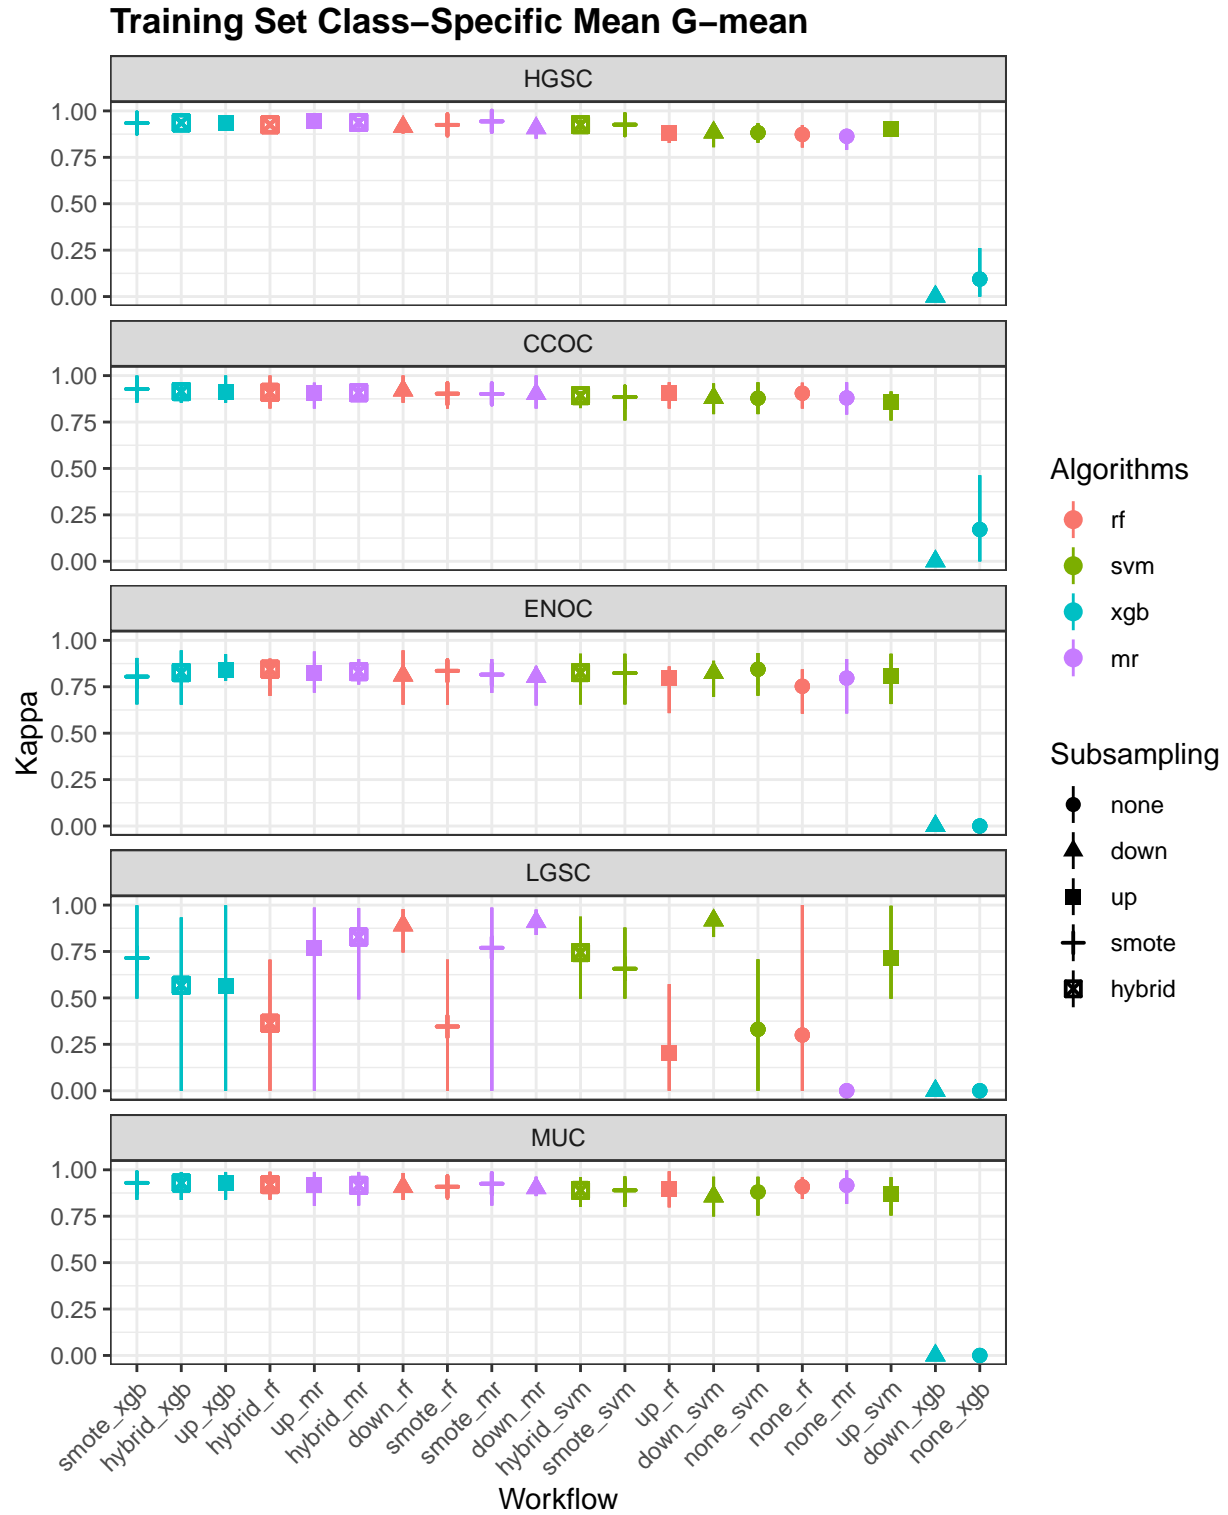 Training Set Class−Specific Mean G−mean
HGSC
1.00
0.75
0.50
0.25
0.00
CCOC
1.00
0.75
0.50
0.25
0.00
ENOC
1.00
0.75
0.50
0.25
0.00
LGSC
1.00
0.75
0.50
0.25
0.00
MUC
1.00
0.75
0.50
0.25
0.00
Kappa
smote_xgb
hybrid_xgb
up_xgb
hybrid_rf
up_mr
hybrid_mr
down_rf
smote_rf
smote_mr
down_mr
hybrid_svm
smote_svm
up_rf
down_svm
none_svm
none_rf
none_mr
up_svm
down_xgb
none_xgb
Workflow
Algorithms
rf
svm
xgb
mr
Subsampling
none
down
up
smote
hybrid